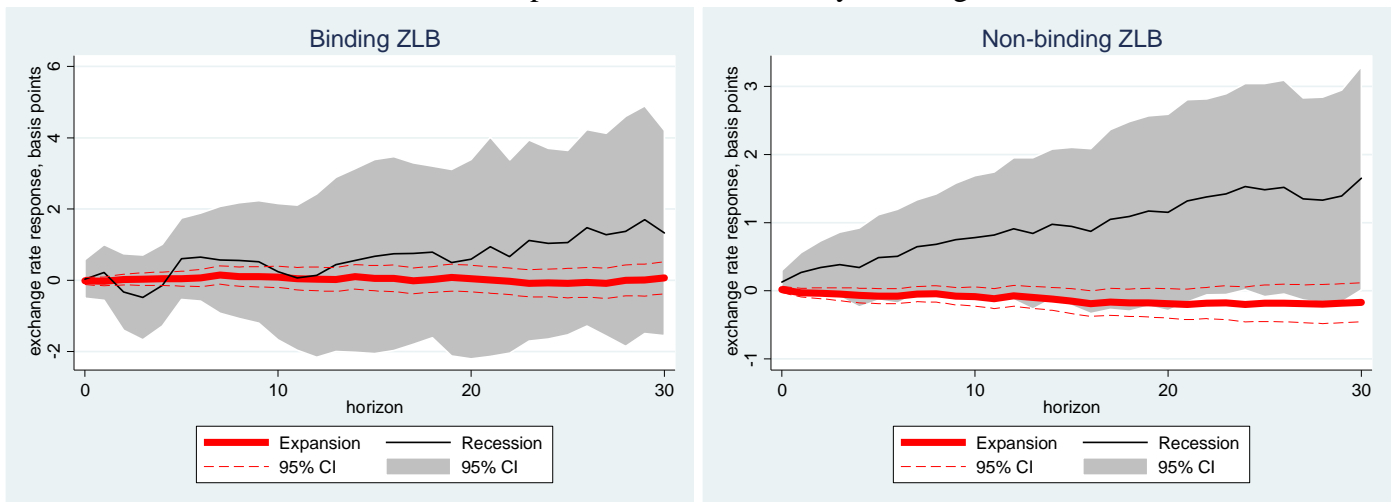 Binding ZLB
exchange rate response, basis points
6
4
2
0
-2
0
10
20
30
horizon
Expansion
Recession
95% CI
95% CI
Non-binding ZLB
exchange rate response, basis points
3
2
1
0
-1
0
10
20
30
horizon
Expansion
Recession
95% CI
95% CI